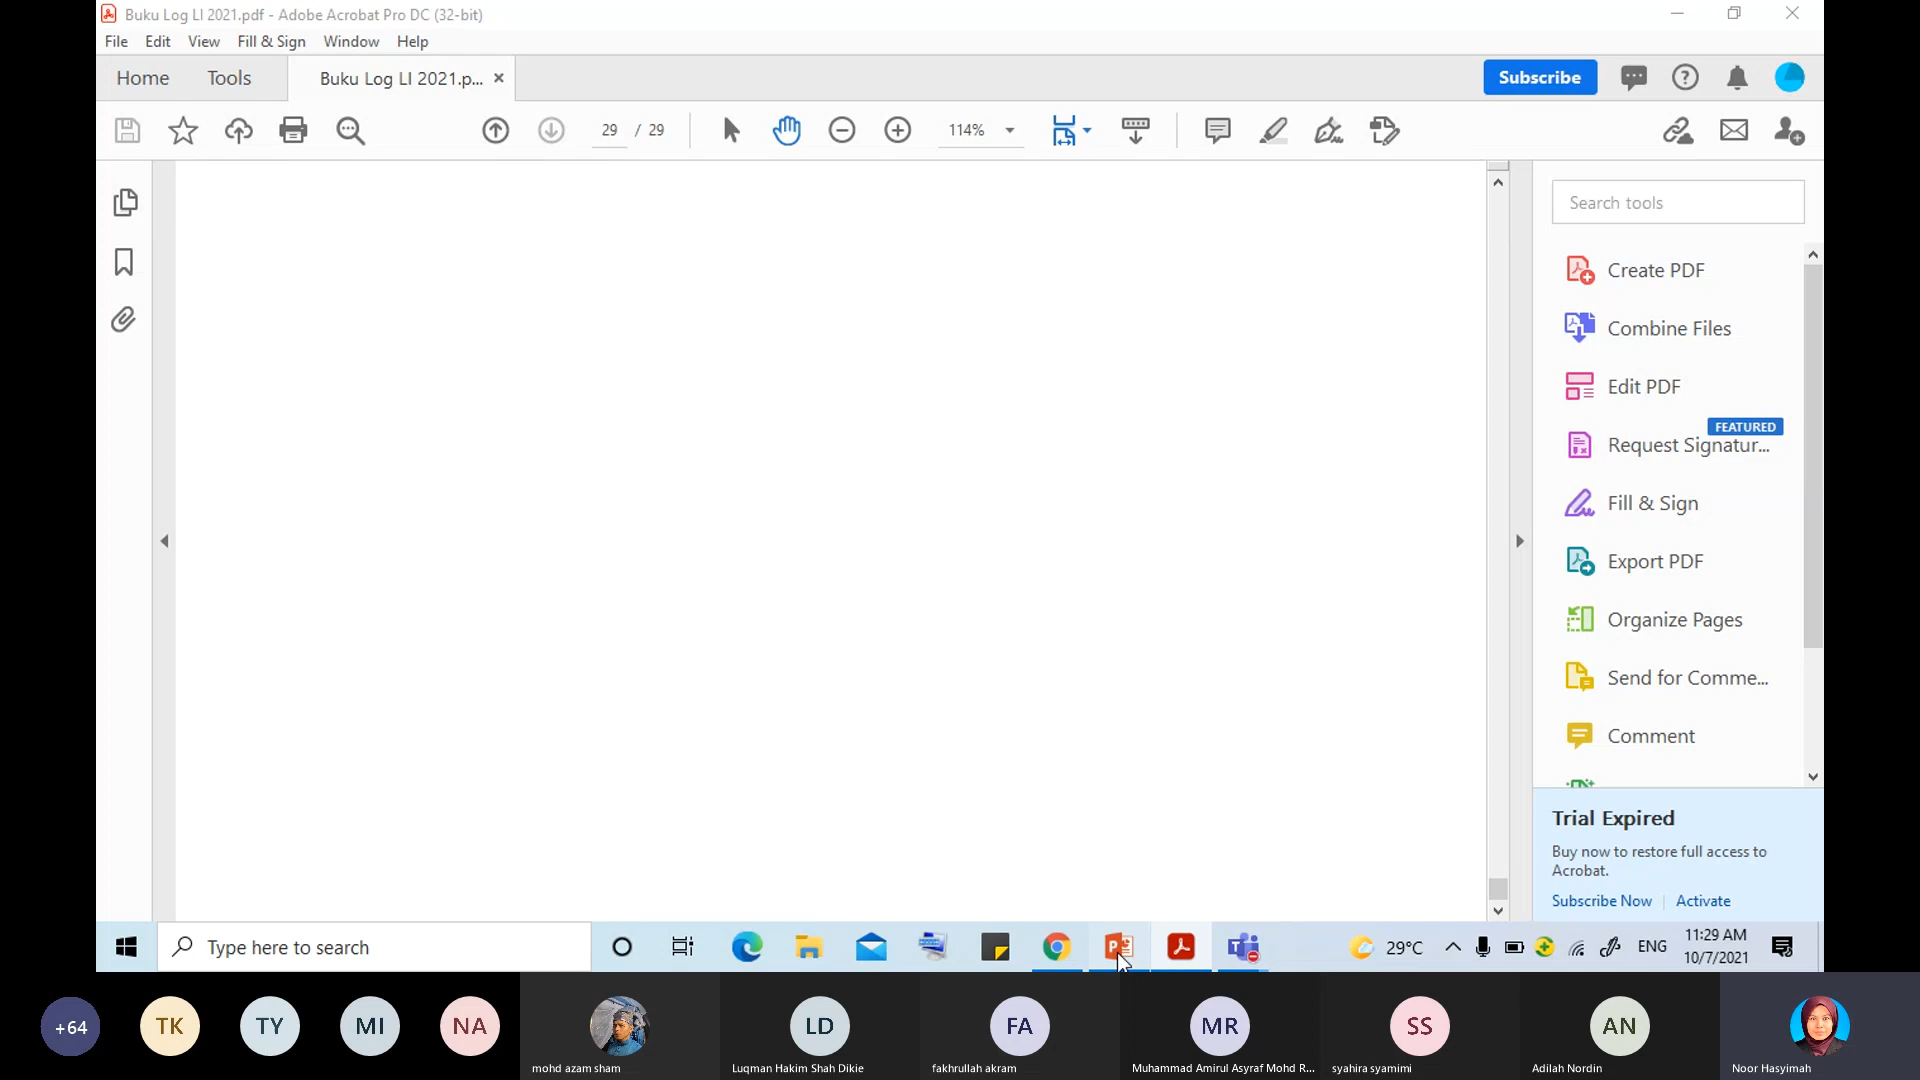 Buku Log LI 2021.pdf - Adobe Acrobat Pro DC (32-bit)
File Edit View Fill & Sign Window Help
Home Tools Buku Log LI 2021.p... × Subscribe
29 / 29 114%
Search tools
Create PDF
Combine Files
Edit PDF
FEATURED
Request Signatur...
Fill & Sign
Export PDF
Organize Pages
Send for Comme...
Comment
Trial Expired
Buy now to restore full access to
Acrobat.
Subscribe Now | Activate
Type here to search
29°C ENG
11:29 AM
10/7/2021
+64 TK TY MI NA LD FA MR SS AN
mohd azam sham
Luqman Hakim Shah Dikie
fakhrullah akram
Muhammad Amirul Asyraf Mohd R...
syahira syamimi
Adilah Nordin
Noor Hasyimah